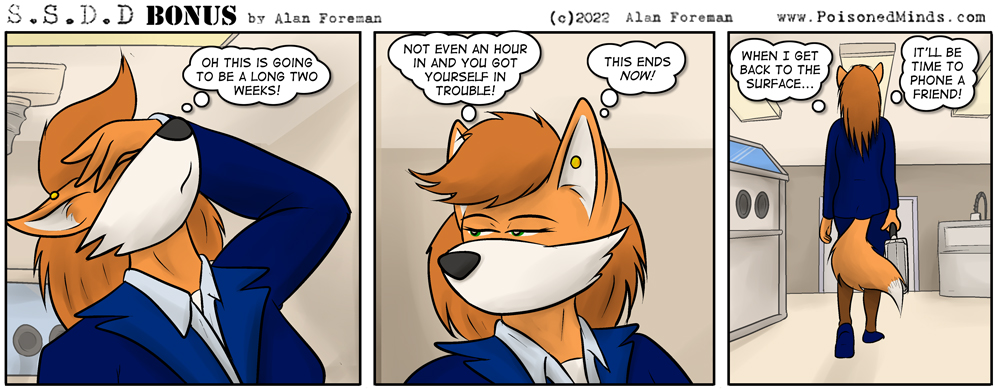 S.S.D.D BONUS by Alan Foreman (c)2022 Alan Foreman www.PoisonedMinds.com
OH THIS IS GOING
TO BE A LONG TWO
WEEKS!
NOT EVEN AN HOUR
IN AND YOU GOT
YOURSELF IN
TROUBLE!
THIS ENDS
NOW!
WHEN I GET
BACK TO THE
SURFACE...
IT'LL BE
TIME TO
PHONE A
FRIEND!